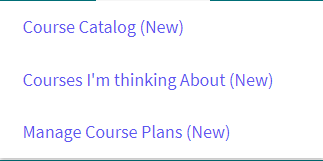 Course Catalog (New)
Courses I'm thinking About (New)
Manage Course Plans (New)